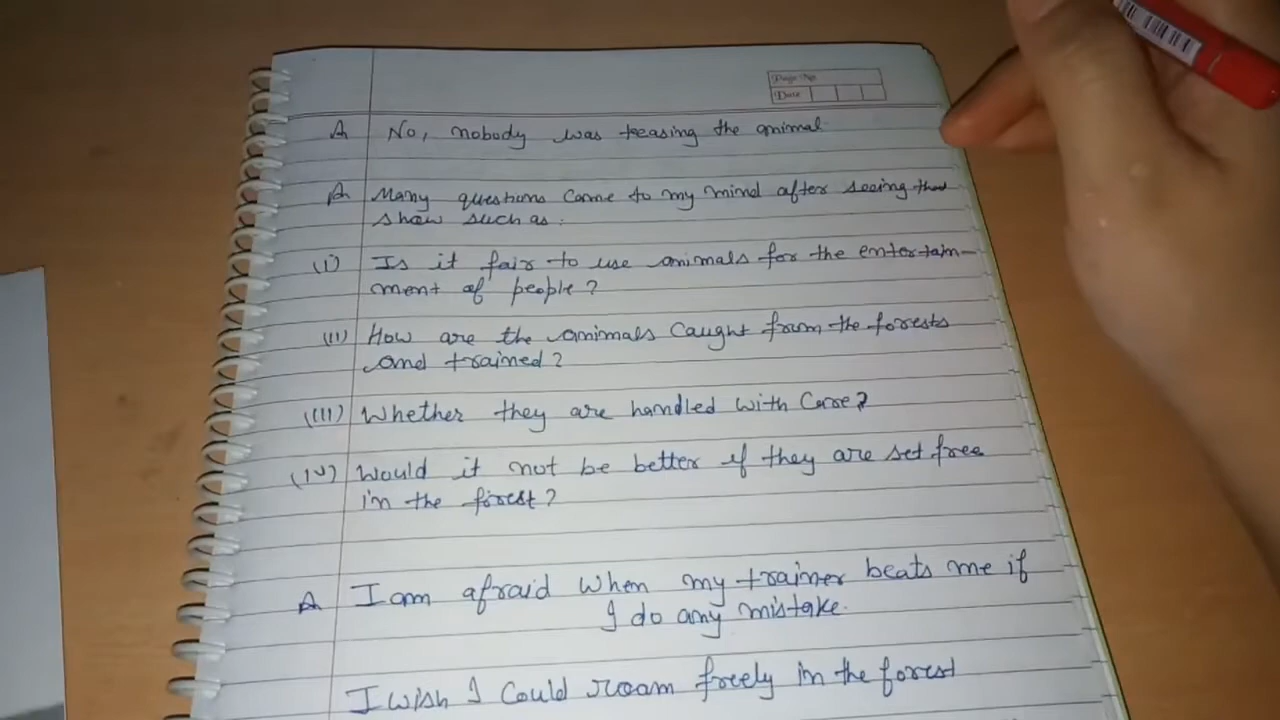 Page No
Date
A No, nobody was teasing the animal
A Many questions came to my mind after seeing that
show such as.
(i) Is it fair to use animals for the entertain-
ment of people?
(ii) How are the animals caught from the forests
and trained?
(iii) Whether they are handled with Care?
(iv) Would it not be better if they are set free
in the forest?
A I am afraid when my trainer beats me if
I do any mistake.
I wish I could roam freely in the forest